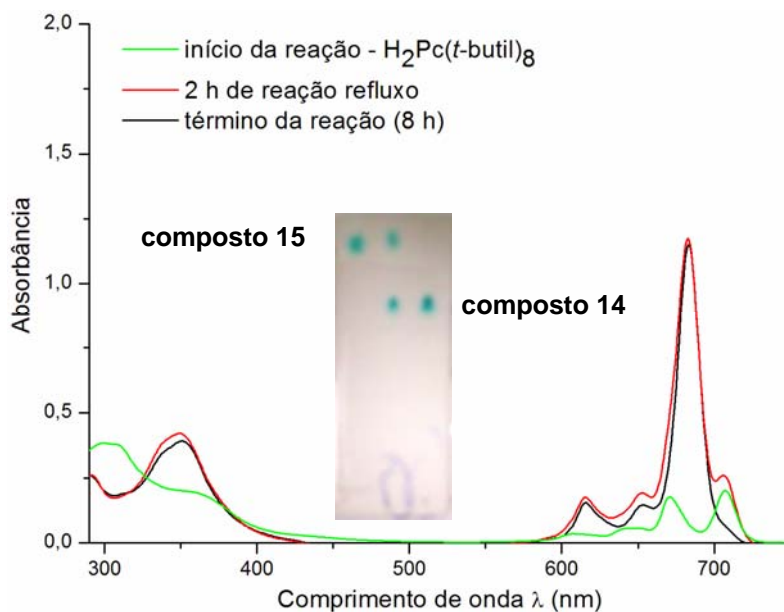 2,0
1,5
1,0
0,5
0,0
Absorbância
início da reação - H₂Pc(t-butil)₈
2 h de reação refluxo
término da reação (8 h)
composto 15
composto 14
300 400 500 600 700
Comprimento de onda λ (nm)